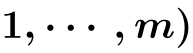 1, · · · , m)